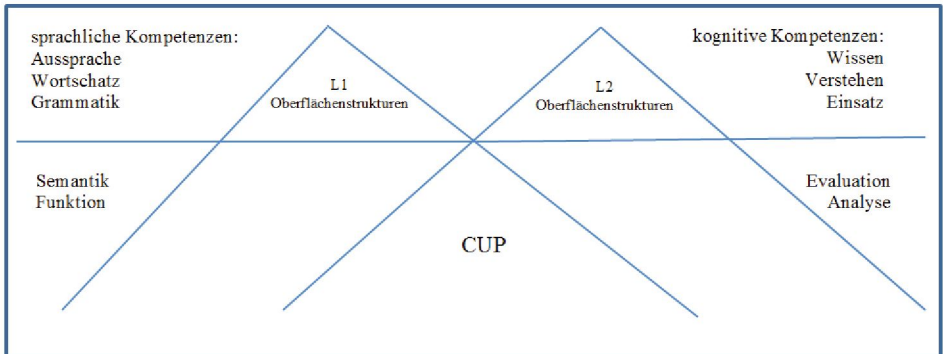 sprachliche Kompetenzen:
Aussprache
Wortschatz
Grammatik
L1
Oberflächenstrukturen
L2
Oberflächenstrukturen
kognitive Kompetenzen:
Wissen
Verstehen
Einsatz
Semantik
Funktion
CUP
Evaluation
Analyse